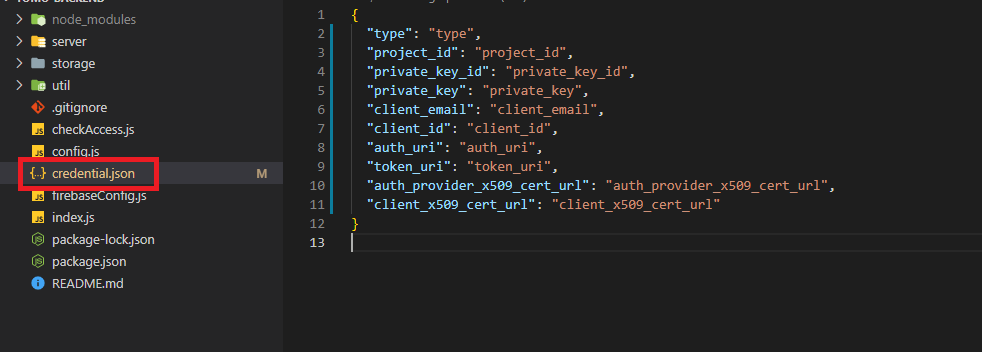 node_modules
server
storage
util
.gitignore
checkAccess.js
config.js
credential.json M
firebaseConfig.js
index.js
package-lock.json
package.json
README.md
1 {
2 "type": "type",
3 "project_id": "project_id",
4 "private_key_id": "private_key_id",
5 "private_key": "private_key",
6 "client_email": "client_email",
7 "client_id": "client_id",
8 "auth_uri": "auth_uri",
9 "token_uri": "token_uri",
10 "auth_provider_x509_cert_url": "auth_provider_x509_cert_url",
11 "client_x509_cert_url": "client_x509_cert_url"
12 }
13